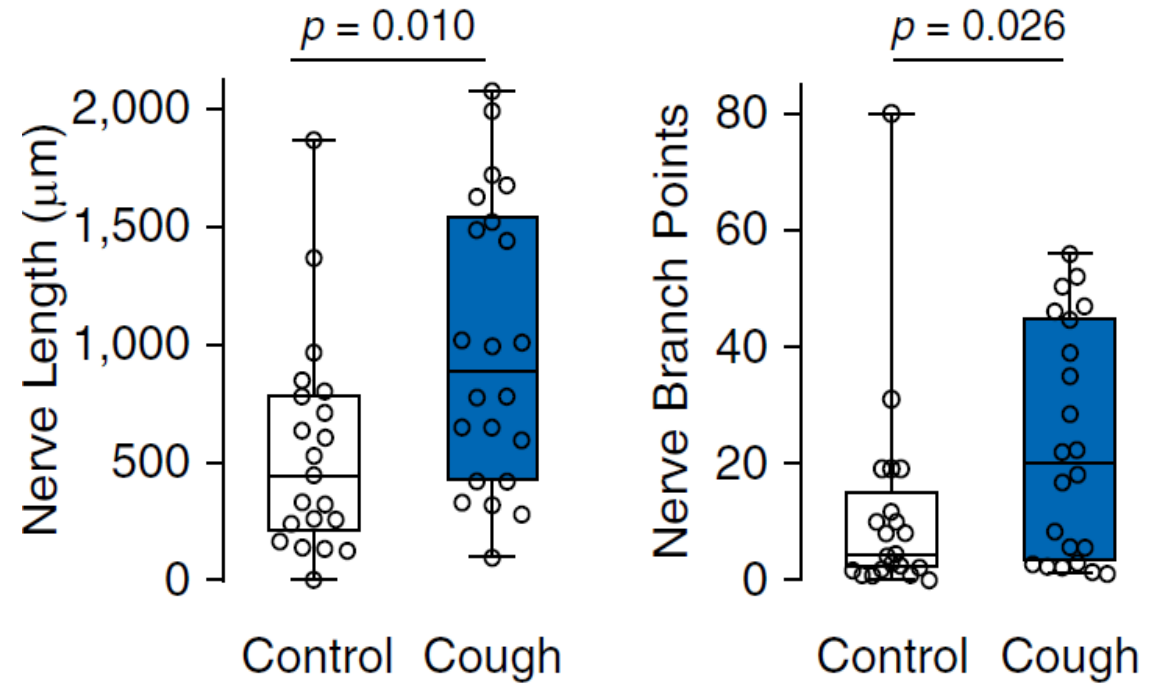 p = 0.010
Nerve Length (μm)
2,000
1,500
1,000
500
0
Control Cough
p = 0.026
Nerve Branch Points
80
60
40
20
0
Control Cough